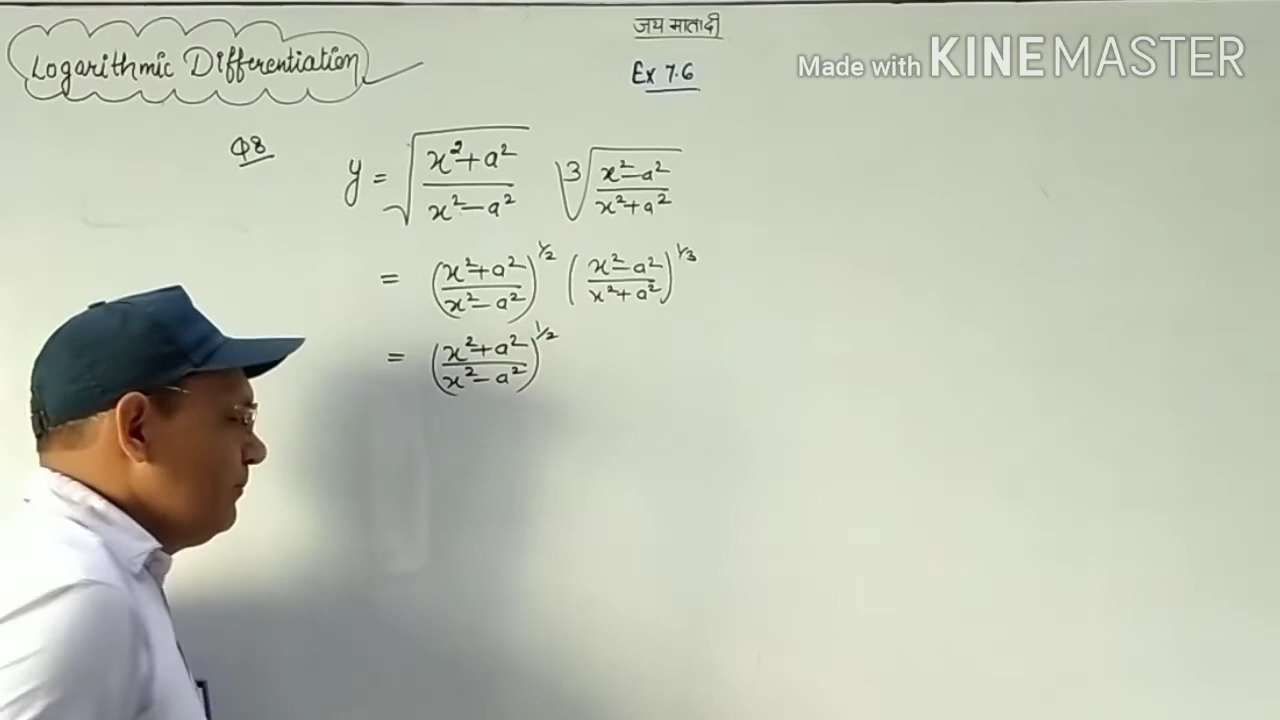 जय माता दी
Logarithmic Differentiation
Ex 7.6
Made with KINEMASTER
Q8
y = √((x²+a²)/(x²-a²)) ∛((x²-a²)/(x²+a²))
= ((x²+a²)/(x²-a²))^1/2 ((x²-a²)/(x²+a²))^1/3
= ((x²+a²)/(x²-a²))^1/2